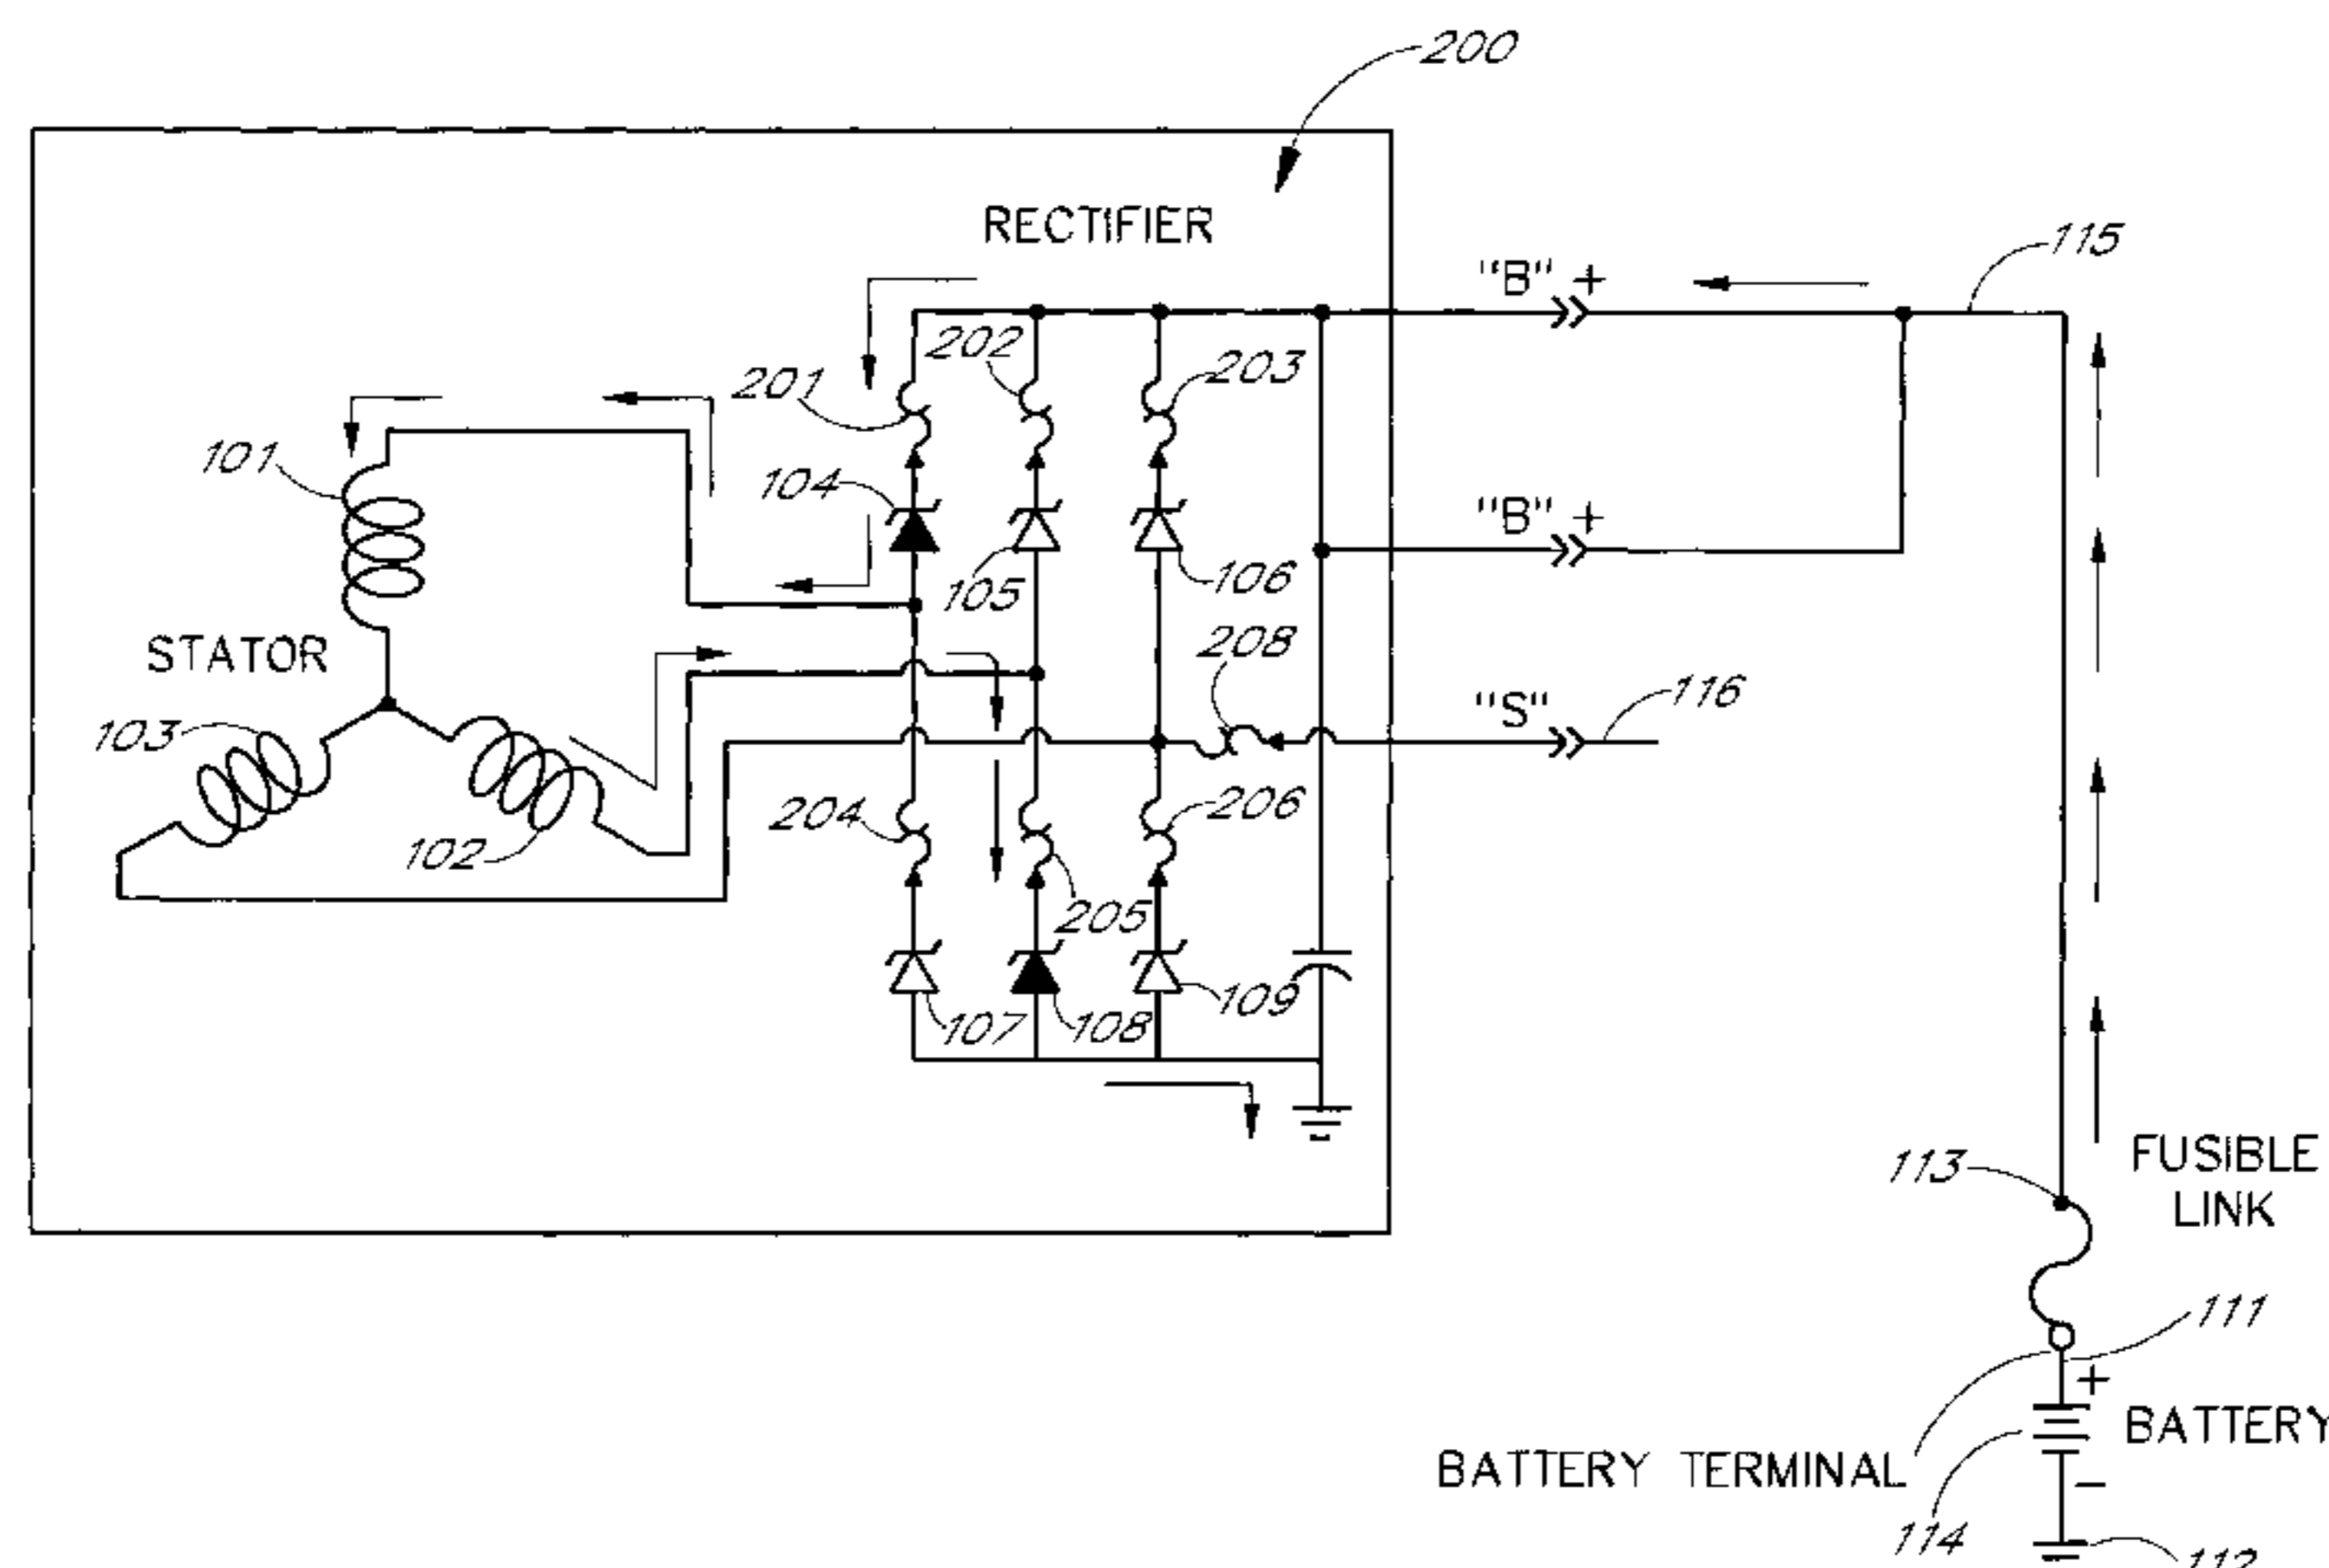 200
RECTIFIER
"B" +
115
202
203
201
101
104
"B" +
105
106
STATOR
208
"S"
116
103
204
206
102
205
107
108
109
113
FUSIBLE
LINK
111
+
BATTERY
BATTERY TERMINAL
−
114
112